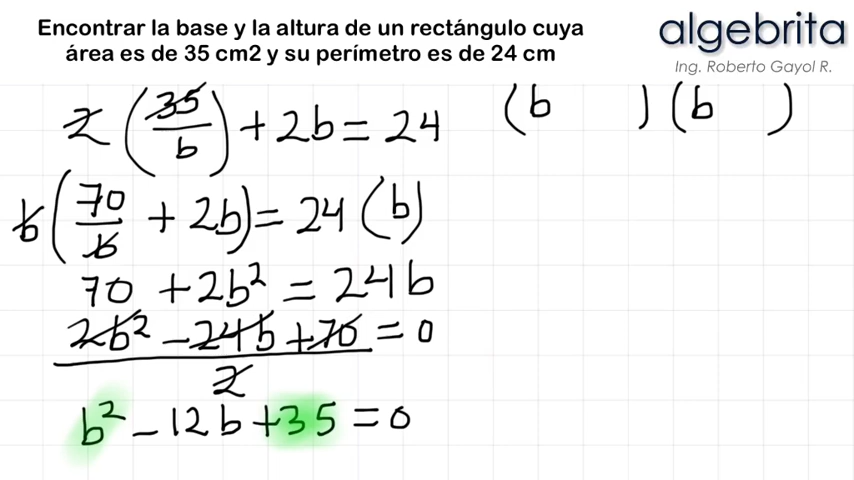 Encontrar la base y la altura de un rectángulo cuya
área es de 35 cm2 y su perímetro es de 24 cm
algebrita
Ing. Roberto Gayol R.
2(35/b) + 2b = 24
b(70/b + 2b) = 24(b)
70 + 2b² = 24b
2b² - 24b + 70 = 0
2
b² - 12b + 35 = 0
(b )(b )